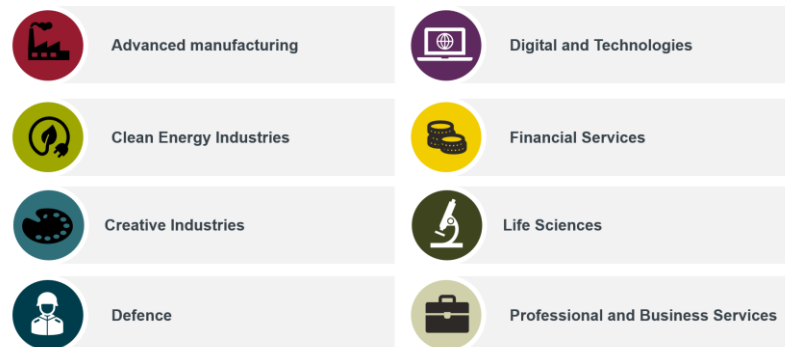 Advanced manufacturing
Digital and Technologies
Clean Energy Industries
Financial Services
Creative Industries
Life Sciences
Defence
Professional and Business Services